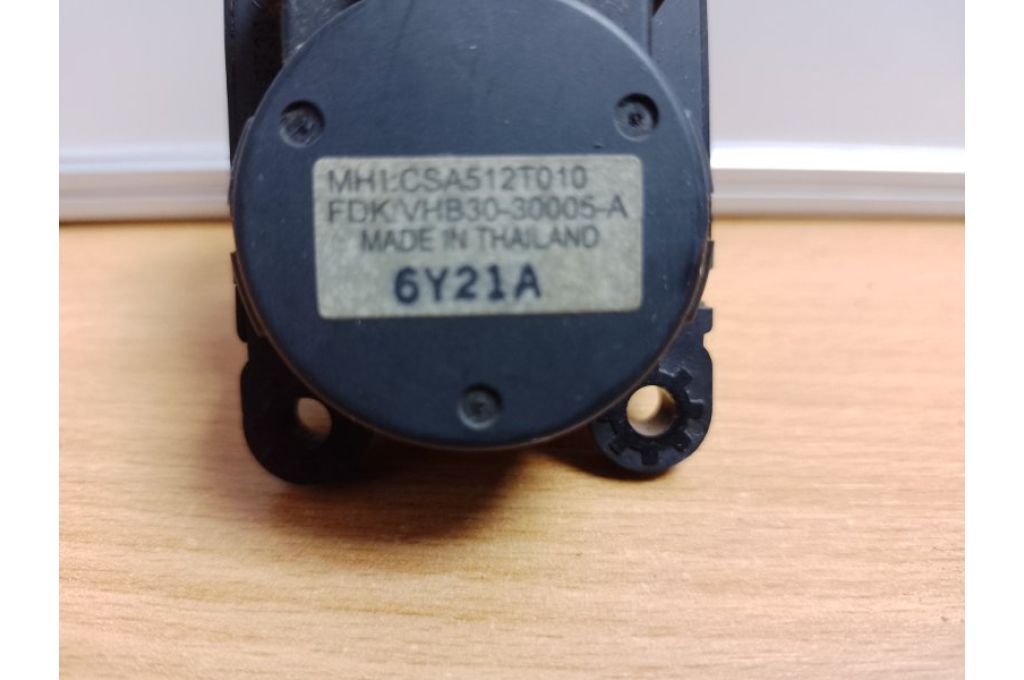 MHI:CSA512T010
FDK/VHB30-30005-A
MADE IN THAILAND
6Y21A